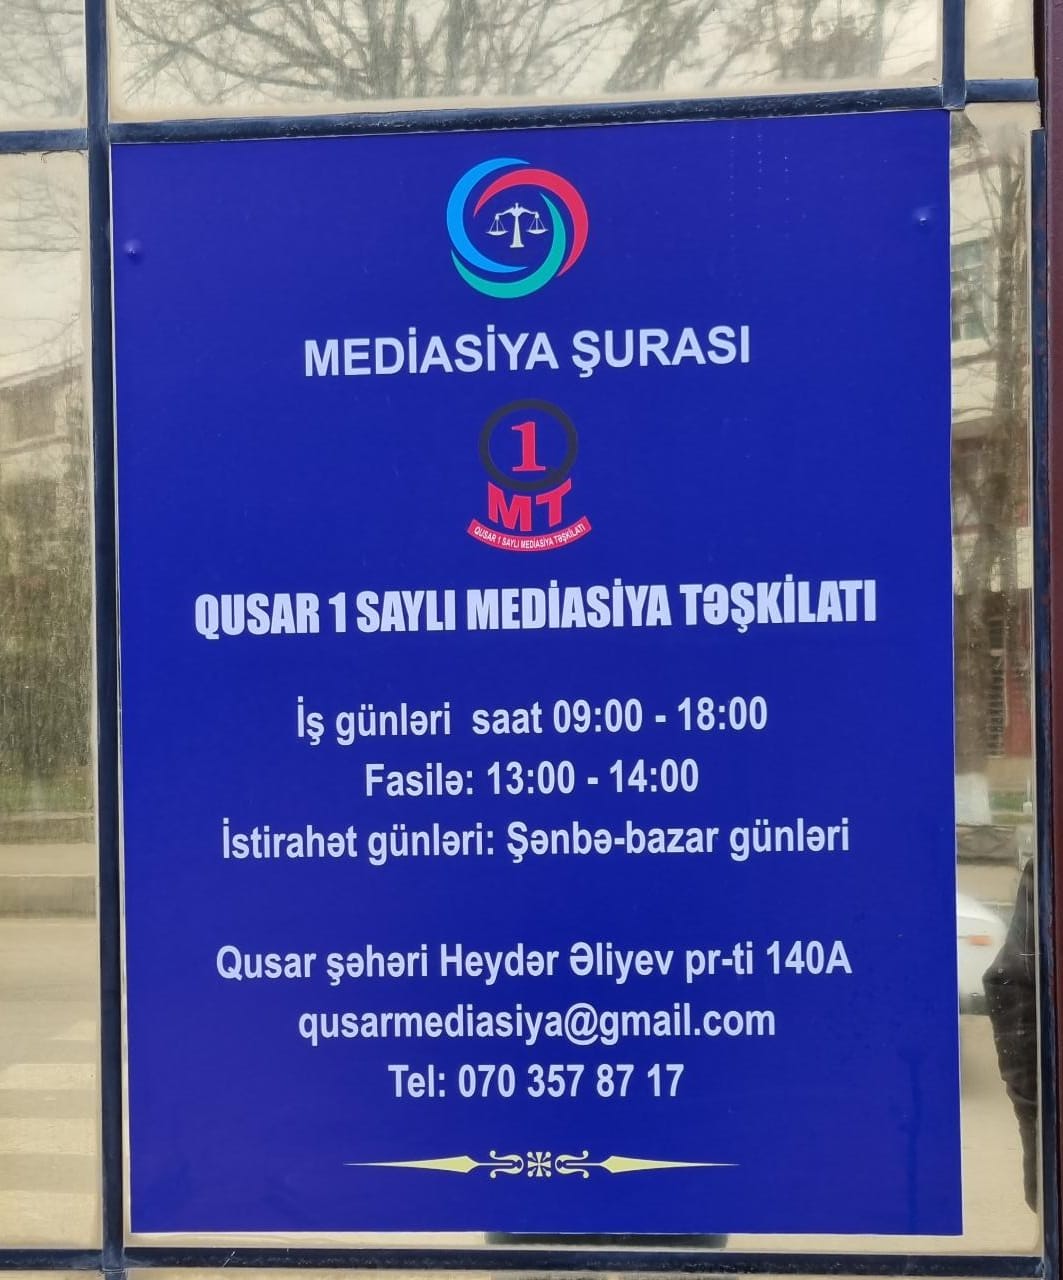 MEDİASİYA ŞURASI
1
MT
QUSAR 1 SAYLI MEDİASİYA TƏŞKİLATI
QUSAR 1 SAYLI MEDİASİYA TƏŞKİLATI
İş günləri saat 09:00 - 18:00
Fasilə: 13:00 - 14:00
İstirahət günləri: Şənbə-bazar günləri
Qusar şəhəri Heydər Əliyev pr-ti 140A
qusarmediasiya@gmail.com
Tel: 070 357 87 17